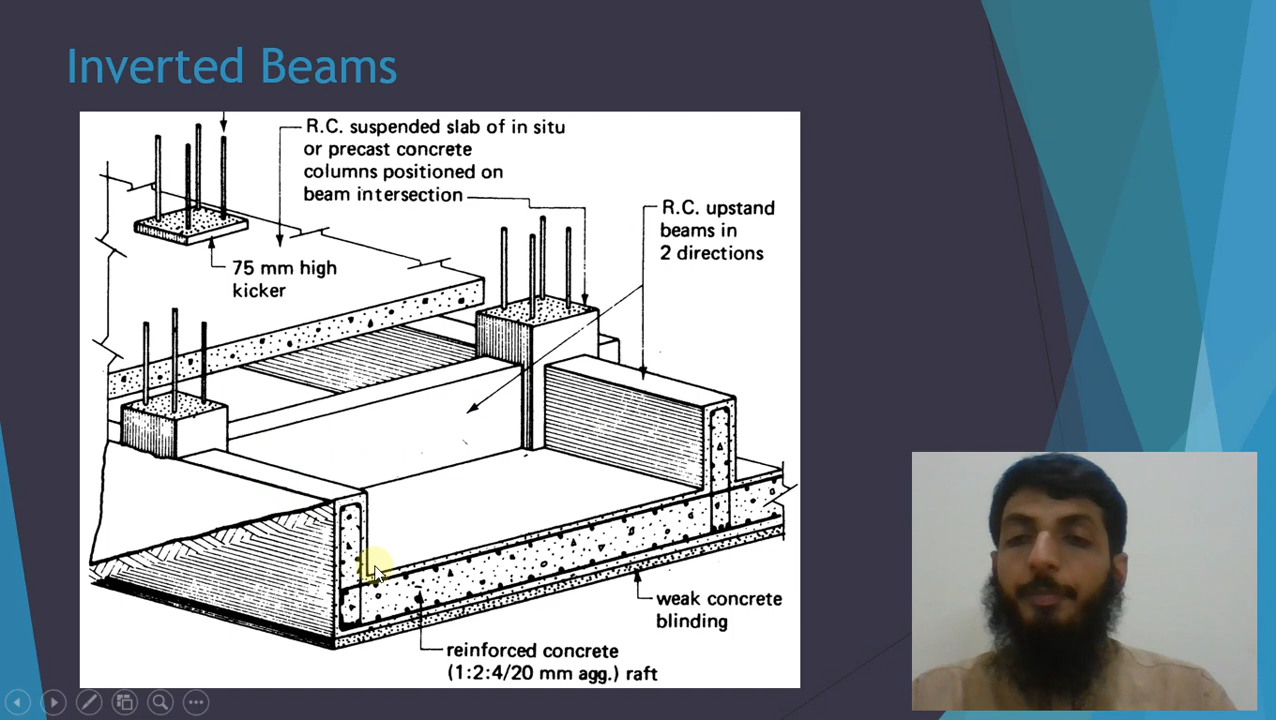 Inverted Beams
R.C. suspended slab of in situ
or precast concrete
columns positioned on
beam intersection
R.C. upstand
beams in
2 directions
75 mm high
kicker
weak concrete
blinding
reinforced concrete
(1:2:4/20 mm agg.) raft